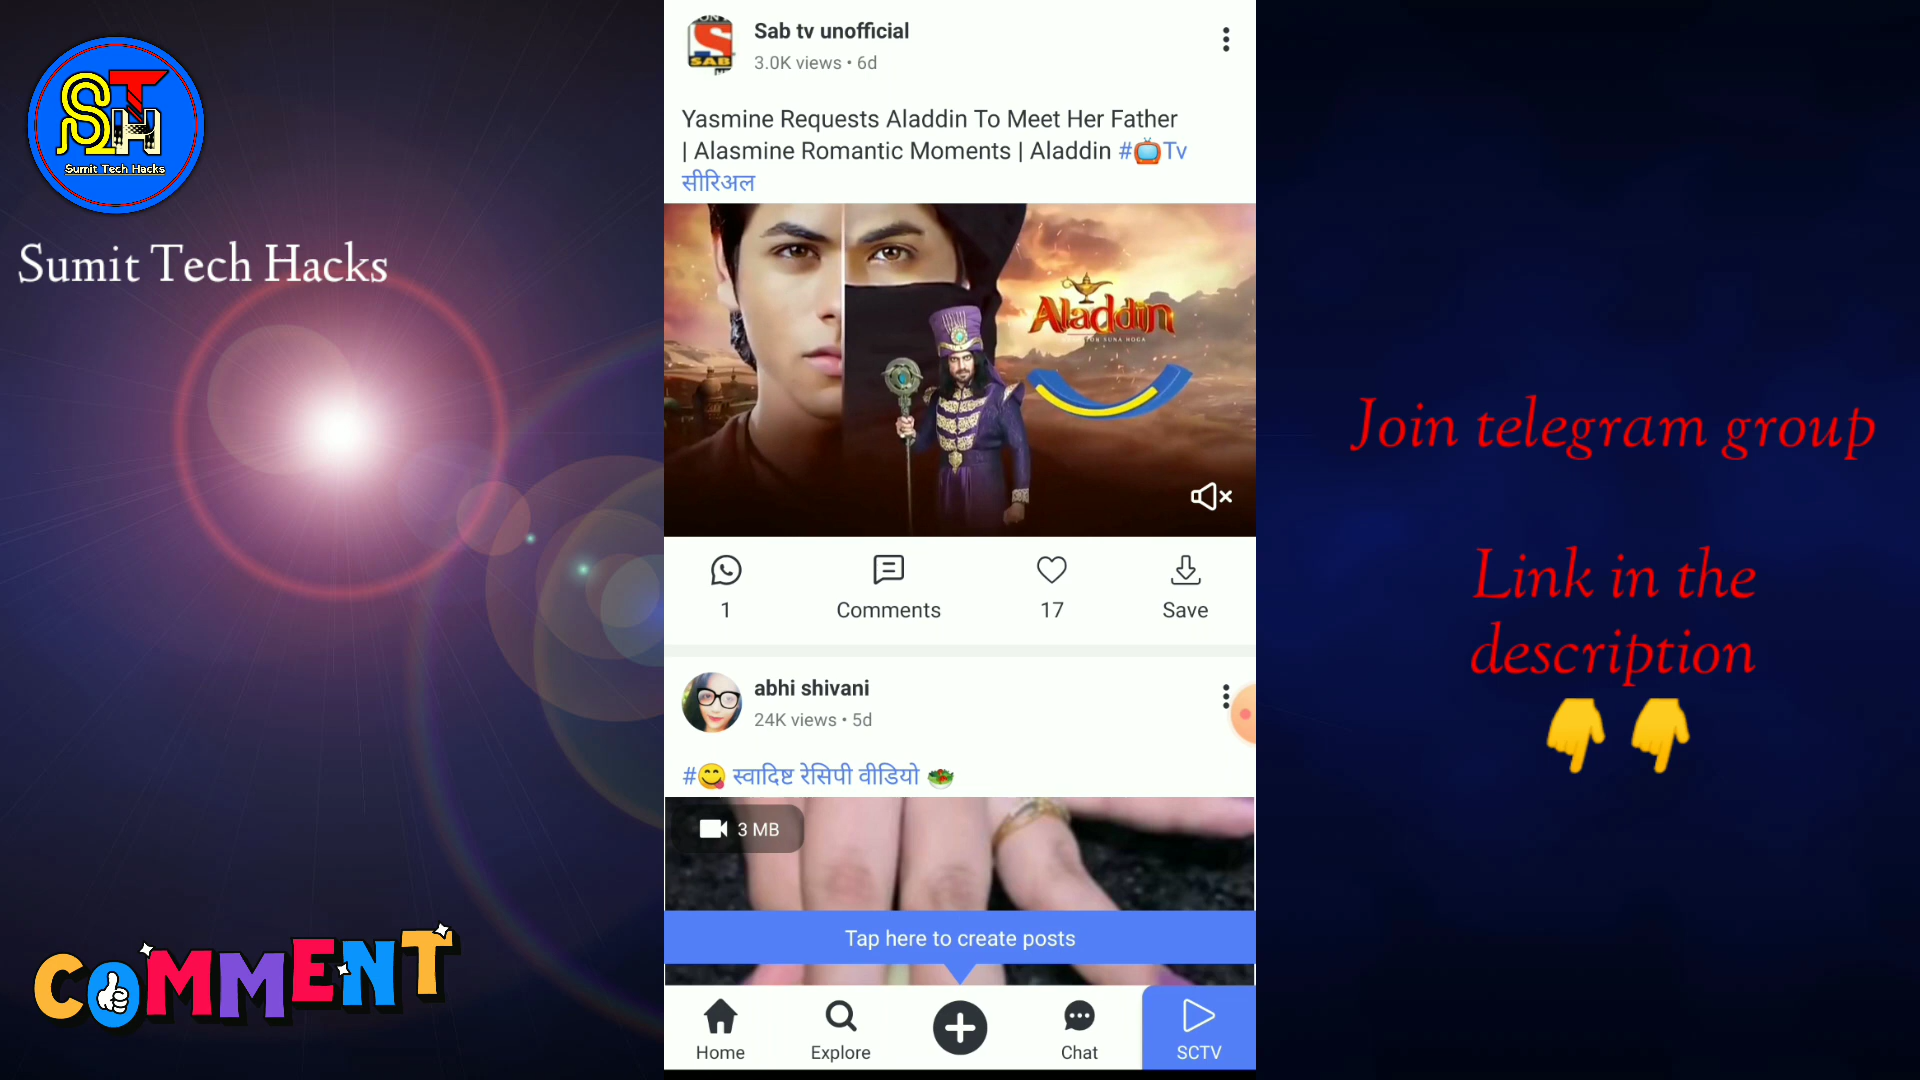 STH
Sumit Tech Hacks
Sumit Tech Hacks
COMMENT
SAB
Sab tv unofficial
3.0K views • 6d
Yasmine Requests Aladdin To Meet Her Father
| Alasmine Romantic Moments | Aladdin #📺Tv
सीरिअल
Aladdin
1
Comments
17
Save
abhi shivani
24K views • 5d
#😋 स्वादिष्ट रेसिपी वीडियो 🥗
3 MB
Tap here to create posts
Home
Explore
Chat
SCTV
Join telegram group
Link in the
description
👇 👇